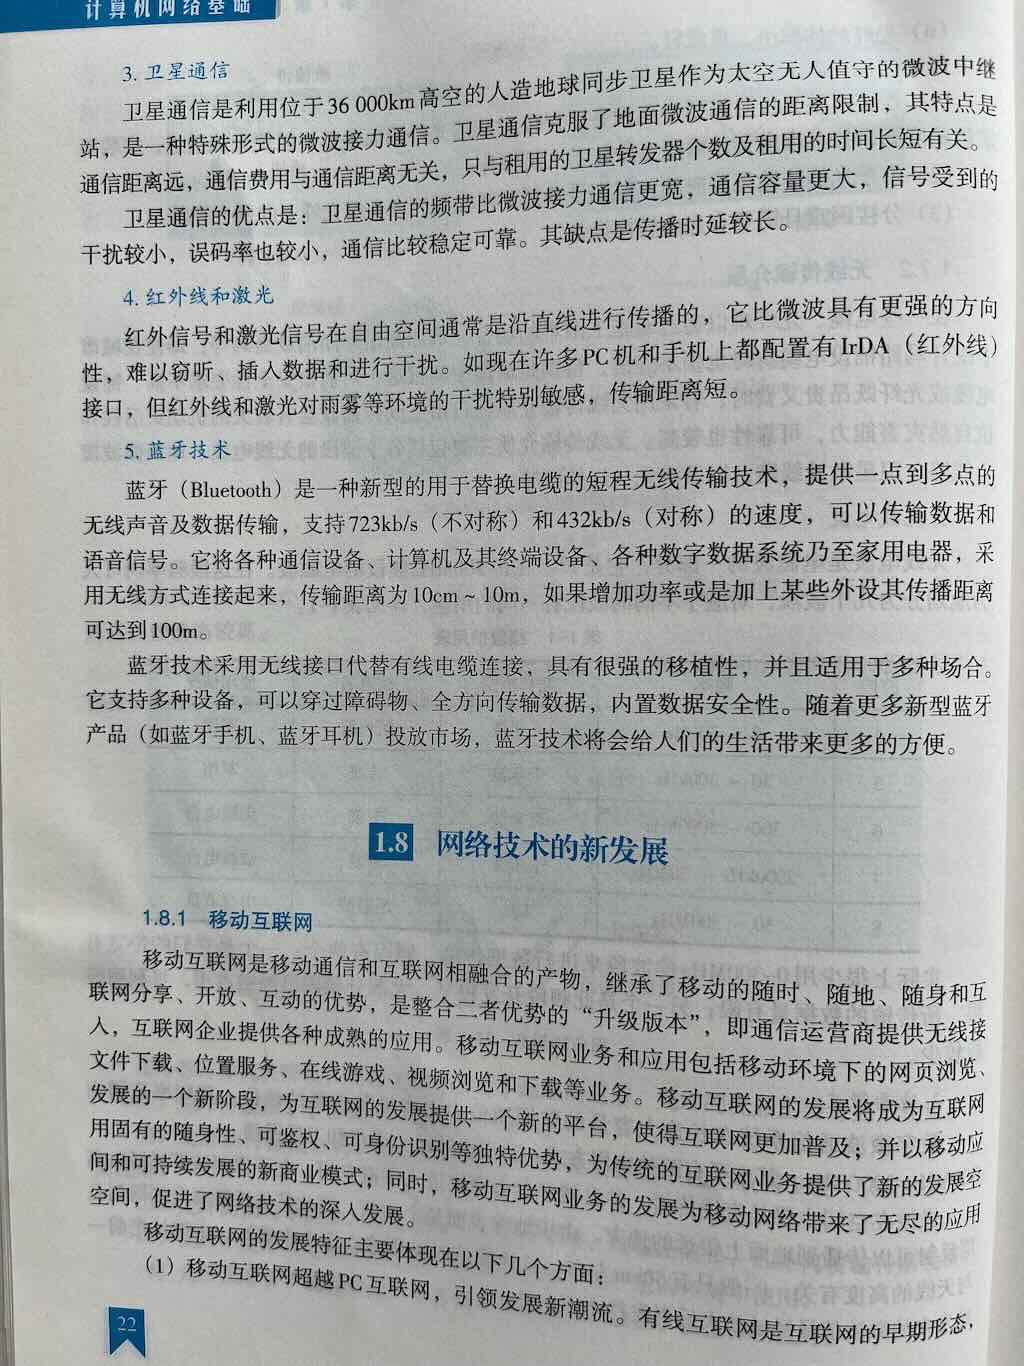 计算机网络基础
3. 卫星通信
卫星通信是利用位于36 000km高空的人造地球同步卫星作为太空无人值守的微波中继
站，是一种特殊形式的微波接力通信。卫星通信克服了地面微波通信的距离限制，其特点是
通信距离远，通信费用与通信距离无关，只与租用的卫星转发器个数及租用的时间长短有关。
卫星通信的优点是：卫星通信的频带比微波接力通信更宽，通信容量更大，信号受到的
干扰较小，误码率也较小，通信比较稳定可靠。其缺点是传播时延较长。
4. 红外线和激光
红外信号和激光信号在自由空间通常是沿直线进行传播的，它比微波具有更强的方向
性，难以窃听、插入数据和进行干扰。如现在许多PC机和手机上都配置有IrDA（红外线）
接口，但红外线和激光对雨雾等环境的干扰特别敏感，传输距离短。
5. 蓝牙技术
蓝牙（Bluetooth）是一种新型的用于替换电缆的短程无线传输技术，提供一点到多点的
无线声音及数据传输，支持723kb/s（不对称）和432kb/s（对称）的速度，可以传输数据和
语音信号。它将各种通信设备、计算机及其终端设备、各种数字数据系统乃至家用电器，采
用无线方式连接起来，传输距离为10cm～10m，如果增加功率或是加上某些外设其传播距离
可达到100m。
蓝牙技术采用无线接口代替有线电缆连接，具有很强的移植性，并且适用于多种场合。
它支持多种设备，可以穿过障碍物、全方向传输数据，内置数据安全性。随着更多新型蓝牙
产品（如蓝牙手机、蓝牙耳机）投放市场，蓝牙技术将会给人们的生活带来更多的方便。
1.8 网络技术的新发展
1.8.1 移动互联网
移动互联网是移动通信和互联网相融合的产物，继承了移动的随时、随地、随身和互
联网分享、开放、互动的优势，是整合二者优势的“升级版本”，即通信运营商提供无线接
人，互联网企业提供各种成熟的应用。移动互联网业务和应用包括移动环境下的网页浏览、
文件下载、位置服务、在线游戏、视频浏览和下载等业务。移动互联网的发展将成为互联网
发展的一个新阶段，为互联网的发展提供一个新的平台，使得互联网更加普及；并以移动应
用固有的随身性、可鉴权、可身份识别等独特优势，为传统的互联网业务提供了新的发展空
间和可持续发展的新商业模式；同时，移动互联网业务的发展为移动网络带来了无尽的应用
空间，促进了网络技术的深入发展。
移动互联网的发展特征主要体现在以下几个方面：
（1）移动互联网超越PC互联网，引领发展新潮流。有线互联网是互联网的早期形态，
22